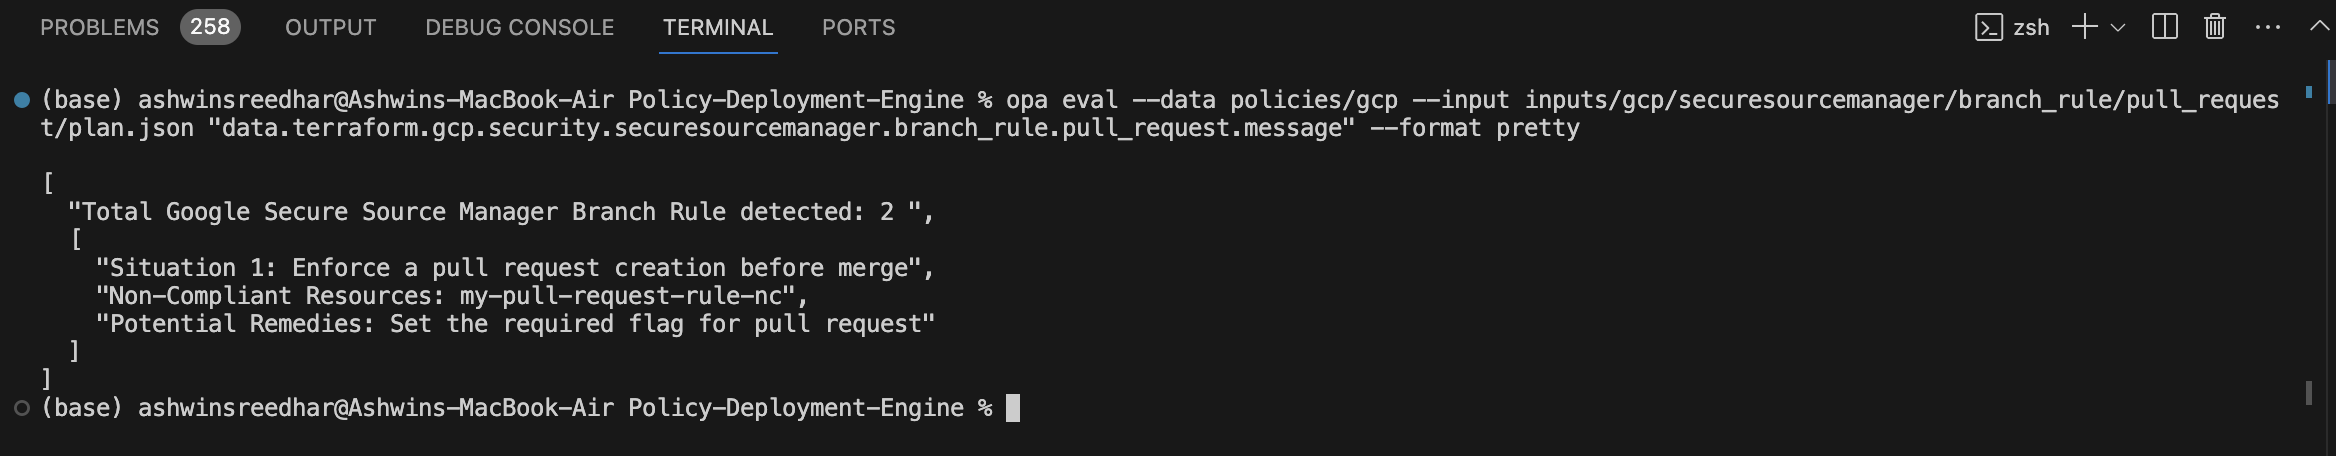 PROBLEMS 258 OUTPUT DEBUG CONSOLE TERMINAL PORTS zsh
(base) ashwinsreedhar@Ashwins-MacBook-Air Policy-Deployment-Engine % opa eval --data policies/gcp --input inputs/gcp/securesourcemanager/branch_rule/pull_reques
t/plan.json "data.terraform.gcp.security.securesourcemanager.branch_rule.pull_request.message" --format pretty
[
"Total Google Secure Source Manager Branch Rule detected: 2 ",
[
"Situation 1: Enforce a pull request creation before merge",
"Non-Compliant Resources: my-pull-request-rule-nc",
"Potential Remedies: Set the required flag for pull request"
]
]
(base) ashwinsreedhar@Ashwins-MacBook-Air Policy-Deployment-Engine %